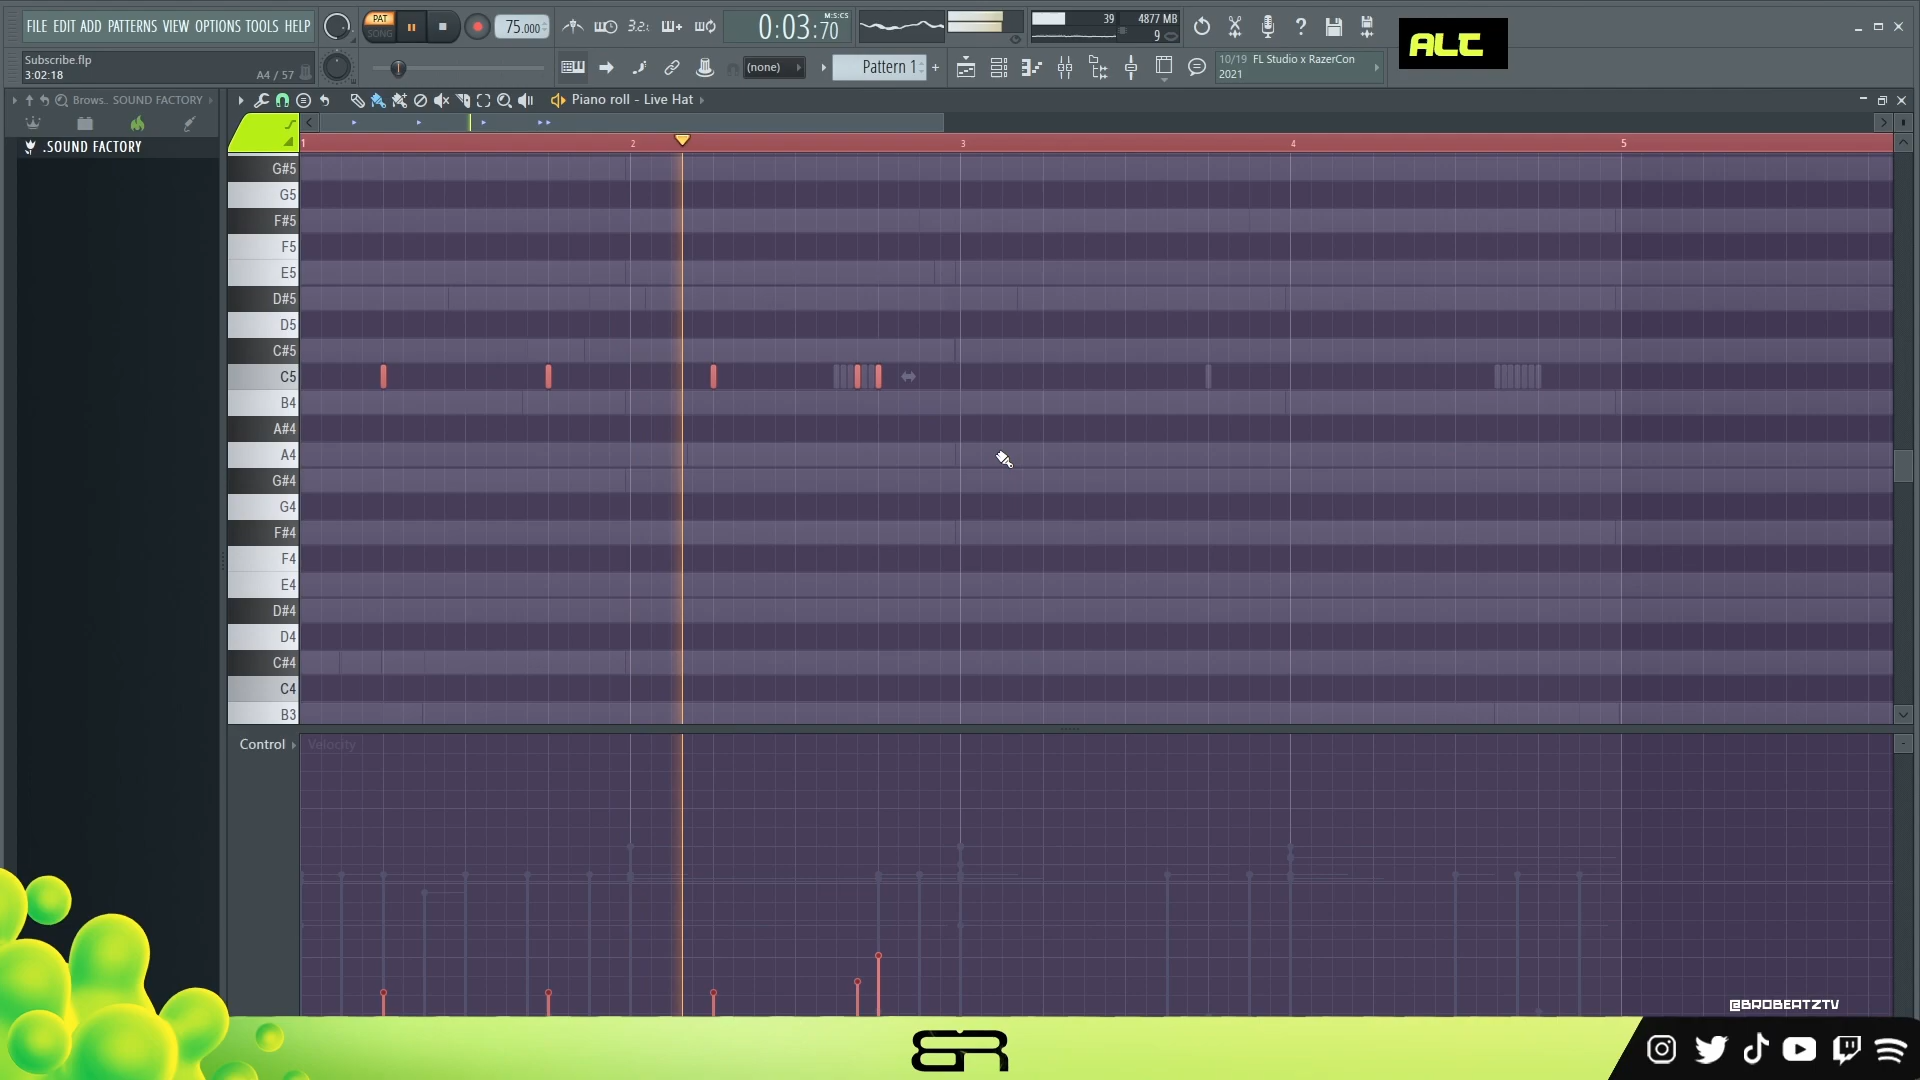 FILE EDIT ADD PATTERNS VIEW OPTIONS TOOLS HELP
PAT
SONG
75.000
3.2.
0:03:70
M:S:CS
39
4877 MB
9
ALT
Subscribe.flp
3:02:18
A4 / 57
(none)
Pattern 1
10/19 FL Studio x RazerCon
2021
Brows.. SOUND FACTORY
Piano roll - Live Hat
.SOUND FACTORY
1 2 3 4 5
G#5
G5
F#5
F5
E5
D#5
D5
C#5
C5
B4
A#4
A4
G#4
G4
F#4
F4
E4
D#4
D4
C#4
C4
B3
Control
Velocity
@BROBEATZTV
BR